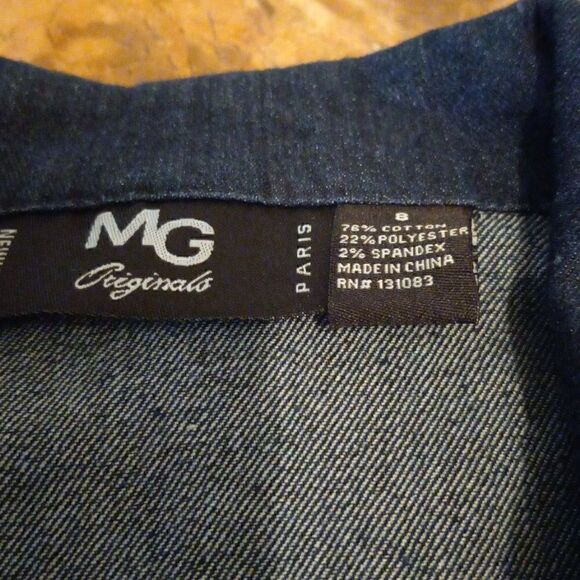 MG
Originals
PARIS
8
76% COTTON
22% POLYESTER
2% SPANDEX
MADE IN CHINA
RN# 131083